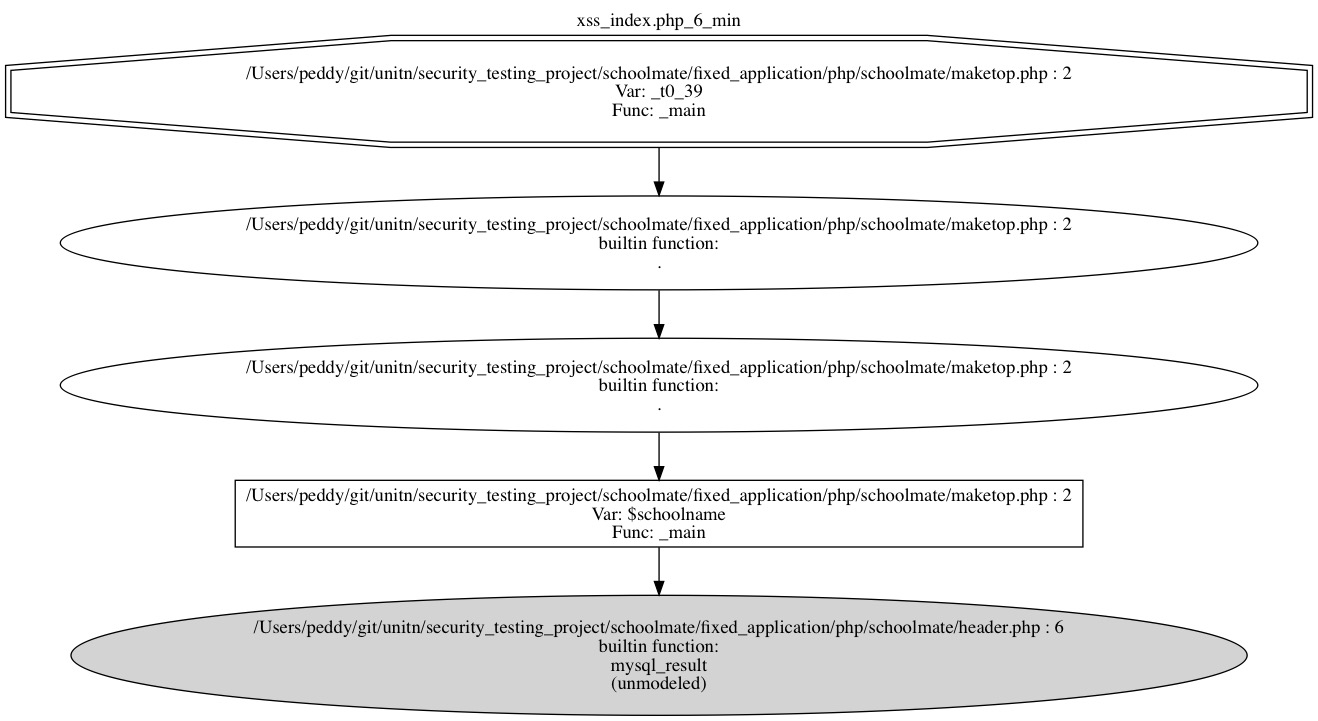 xss_index.php_6_min
/Users/peddy/git/unitn/security_testing_project/schoolmate/fixed_application/php/schoolmate/maketop.php : 2
Var: _t0_39
Func: _main
/Users/peddy/git/unitn/security_testing_project/schoolmate/fixed_application/php/schoolmate/maketop.php : 2
builtin function:
.
/Users/peddy/git/unitn/security_testing_project/schoolmate/fixed_application/php/schoolmate/maketop.php : 2
builtin function:
.
/Users/peddy/git/unitn/security_testing_project/schoolmate/fixed_application/php/schoolmate/maketop.php : 2
Var: $schoolname
Func: _main
/Users/peddy/git/unitn/security_testing_project/schoolmate/fixed_application/php/schoolmate/header.php : 6
builtin function:
mysql_result
(unmodeled)